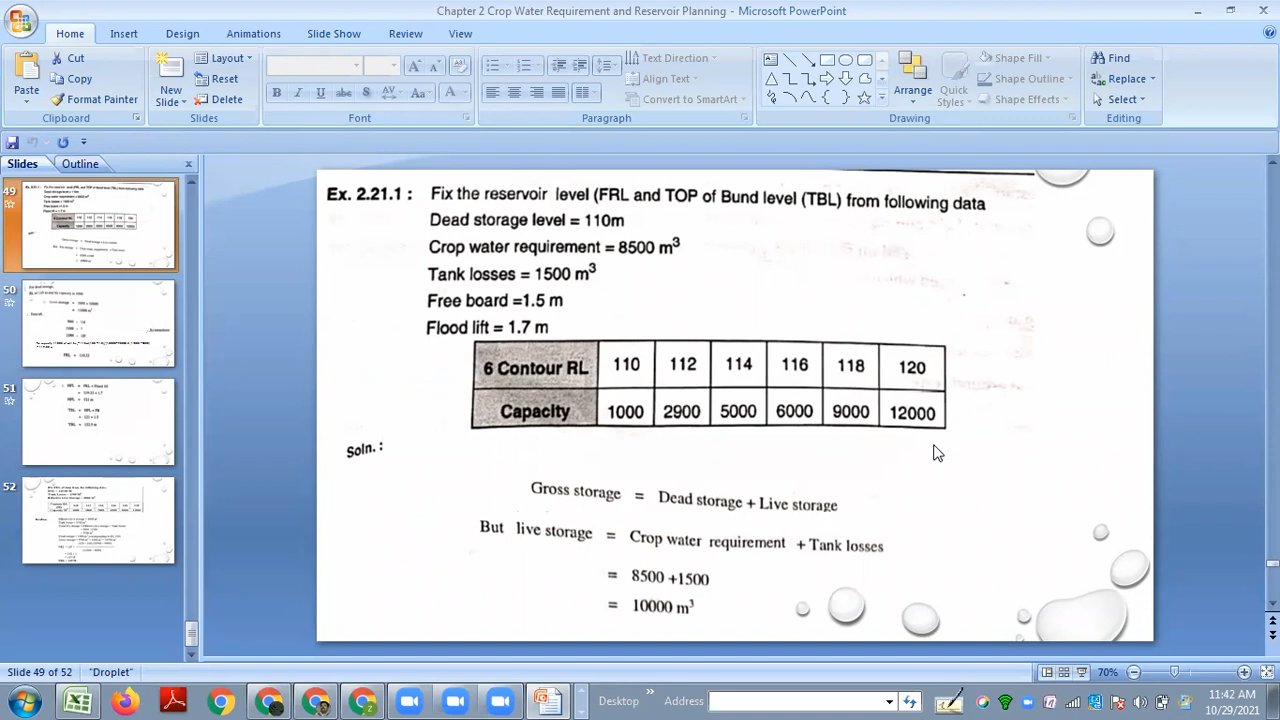 Chapter 2 Crop Water Requirement and Reservoir Planning - Microsoft PowerPoint
Home Insert Design Animations Slide Show Review View
Paste
Cut
Copy
Format Painter
Clipboard
New Slide
Layout
Reset
Delete
Slides
Font
Paragraph
Text Direction
Align Text
Convert to SmartArt
Arrange
Quick Styles
Shape Fill
Shape Outline
Shape Effects
Drawing
Find
Replace
Select
Editing
Slides Outline
49
50
51
52
Ex. 2.21.1 : Fix thereservoir level (FRL and TOP of Bund level (TBL) from following data
Dead storage level = 110m
Crop water requirement = 8500 m³
Tank losses = 1500 m³
Free board =1.5 m
Flood lift = 1.7 m
6 Contour RL 110 112 114 116 118 120
Capacity 1000 2900 5000 6800 9000 12000
Soln. :
Gross storage = Dead storage + Live storage
But live storage = Crop water requirement + Tank losses
= 8500 +1500
= 10000 m³
Slide 49 of 52 "Droplet" 70%
Desktop » Address 11:42 AM
10/29/2021